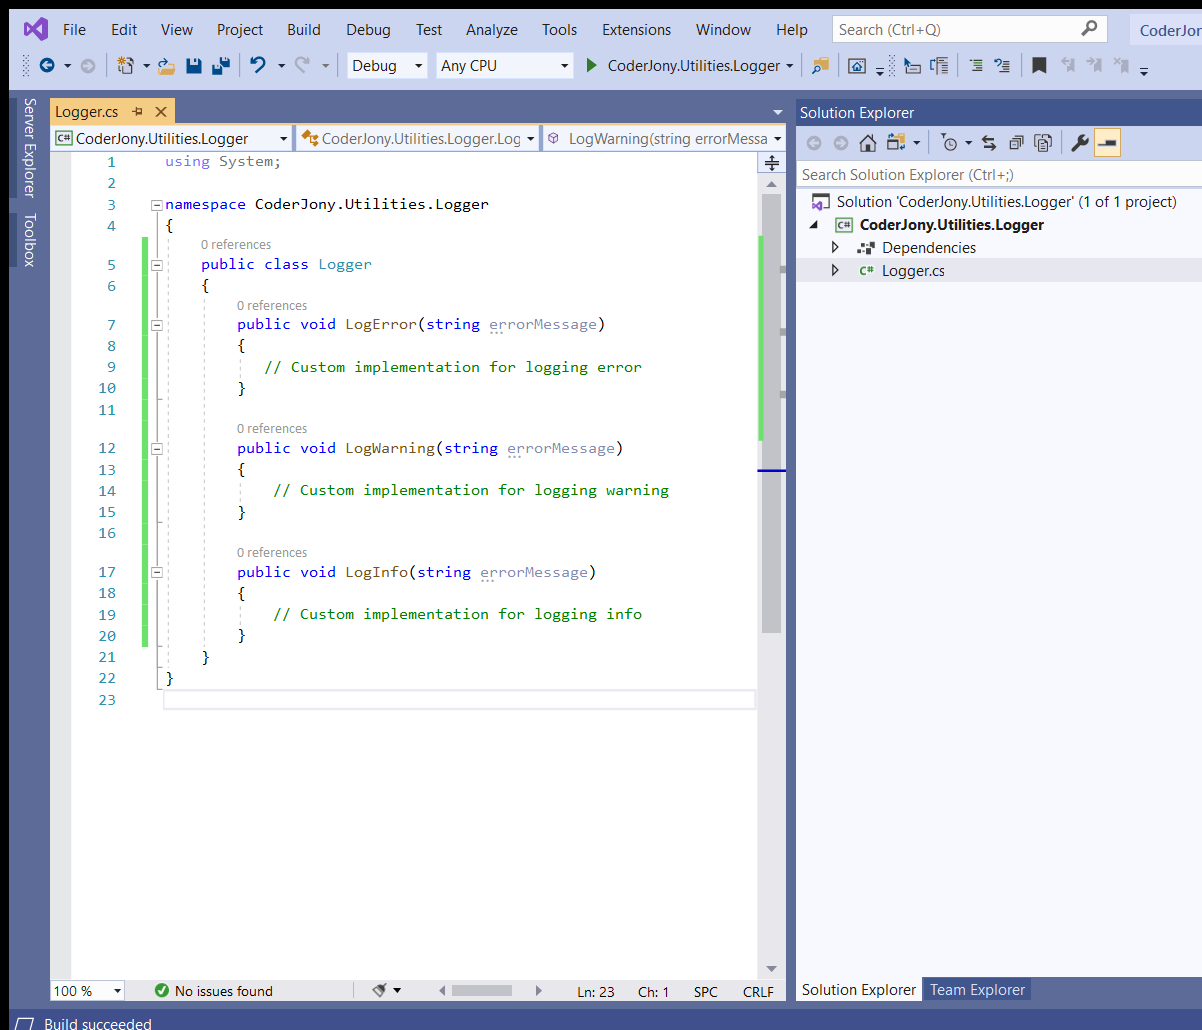 File Edit View Project Build Debug Test Analyze Tools Extensions Window Help Search (Ctrl+Q) CoderJon
Debug Any CPU CoderJony.Utilities.Logger
Server Explorer
Toolbox
Logger.cs
CoderJony.Utilities.Logger CoderJony.Utilities.Logger.Log LogWarning(string errorMessa
1 using System;
2
3 namespace CoderJony.Utilities.Logger
4 {
0 references
5 public class Logger
6 {
0 references
7 public void LogError(string errorMessage)
8 {
9 // Custom implementation for logging error
10 }
11
0 references
12 public void LogWarning(string errorMessage)
13 {
14 // Custom implementation for logging warning
15 }
16
0 references
17 public void LogInfo(string errorMessage)
18 {
19 // Custom implementation for logging info
20 }
21 }
22 }
23
100 % No issues found Ln: 23 Ch: 1 SPC CRLF
Solution Explorer
Search Solution Explorer (Ctrl+;)
Solution 'CoderJony.Utilities.Logger' (1 of 1 project)
C# CoderJony.Utilities.Logger
Dependencies
C# Logger.cs
Solution Explorer Team Explorer
Build succeeded